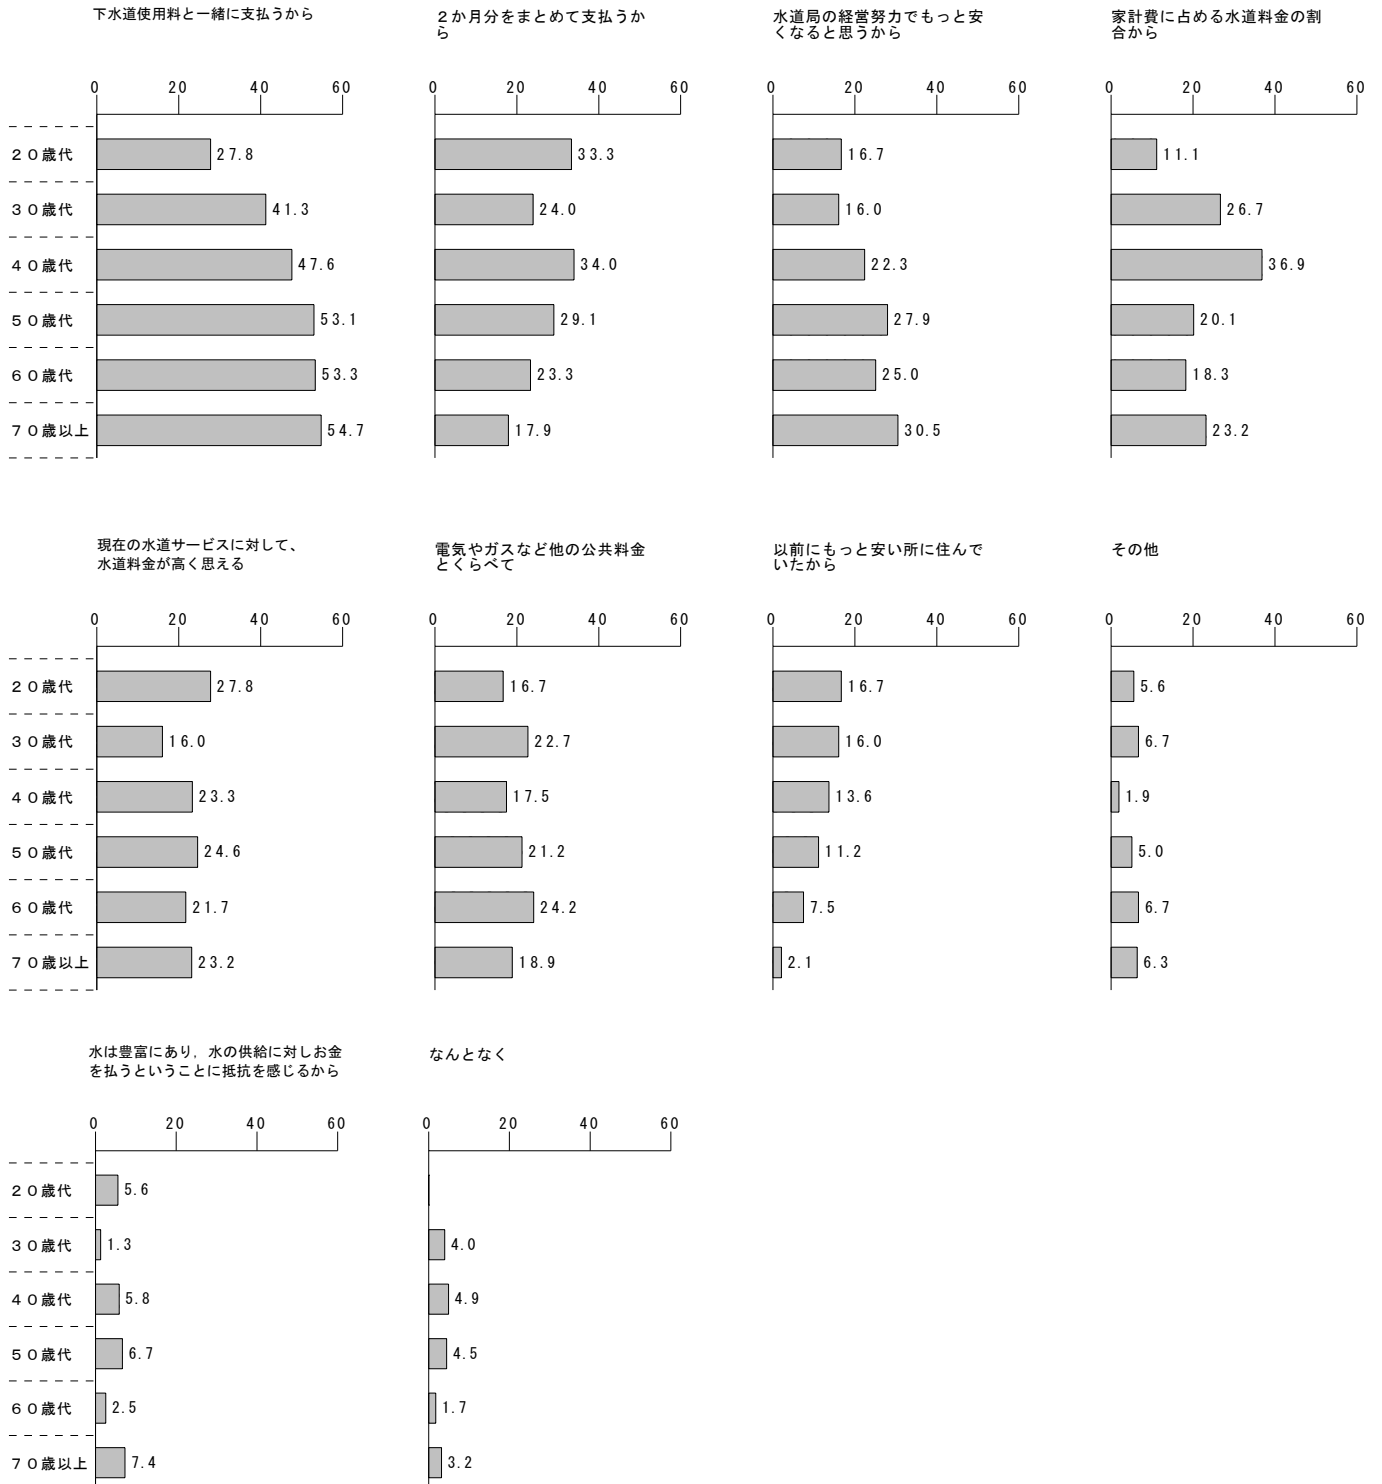 下水道使用料と一緒に支払うから
２か月分をまとめて支払うか
ら
水道局の経営努力でもっと安
くなると思うから
家計費に占める水道料金の割
合から
0 20 40 60
0 20 40 60
0 20 40 60
0 20 40 60
２０歳代 27.8 33.3 16.7 11.1
３０歳代 41.3 24.0 16.0 26.7
４０歳代 47.6 34.0 22.3 36.9
５０歳代 53.1 29.1 27.9 20.1
６０歳代 53.3 23.3 25.0 18.3
７０歳以上 54.7 17.9 30.5 23.2
現在の水道サービスに対して、
水道料金が高く思える
電気やガスなど他の公共料金
とくらべて
以前にもっと安い所に住んで
いたから
その他
0 20 40 60
0 20 40 60
0 20 40 60
0 20 40 60
２０歳代 27.8 16.7 16.7 5.6
３０歳代 16.0 22.7 16.0 6.7
４０歳代 23.3 17.5 13.6 1.9
５０歳代 24.6 21.2 11.2 5.0
６０歳代 21.7 24.2 7.5 6.7
７０歳以上 23.2 18.9 2.1 6.3
水は豊富にあり，水の供給に対しお金
を払うということに抵抗を感じるから
なんとなく
0 20 40 60
0 20 40 60
２０歳代 5.6
３０歳代 1.3 4.0
４０歳代 5.8 4.9
５０歳代 6.7 4.5
６０歳代 2.5 1.7
７０歳以上 7.4 3.2